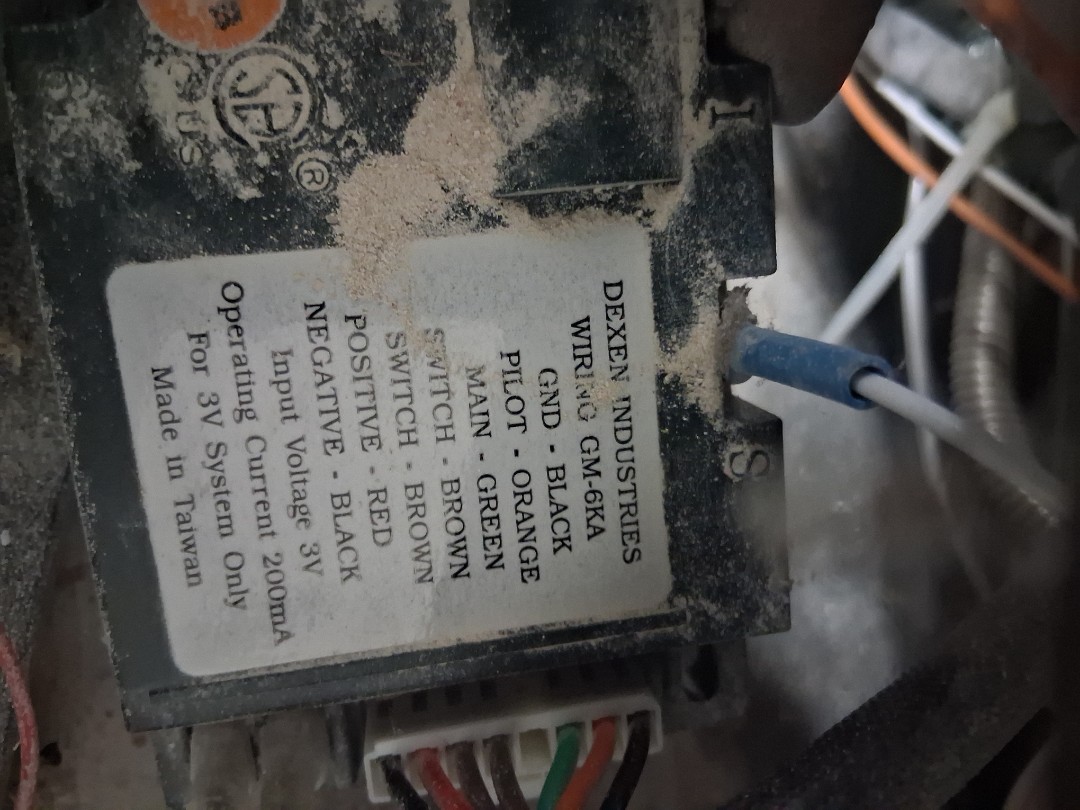 US
®
I
S
DEXEN INDUSTRIES
WIRING GM-6KA
GND - BLACK
PILOT - ORANGE
MAIN - GREEN
SWITCH - BROWN
SWITCH - BROWN
POSITIVE - RED
NEGATIVE - BLACK
Input Voltage 3V
Operating Current 200mA
For 3V System Only
Made in Taiwan